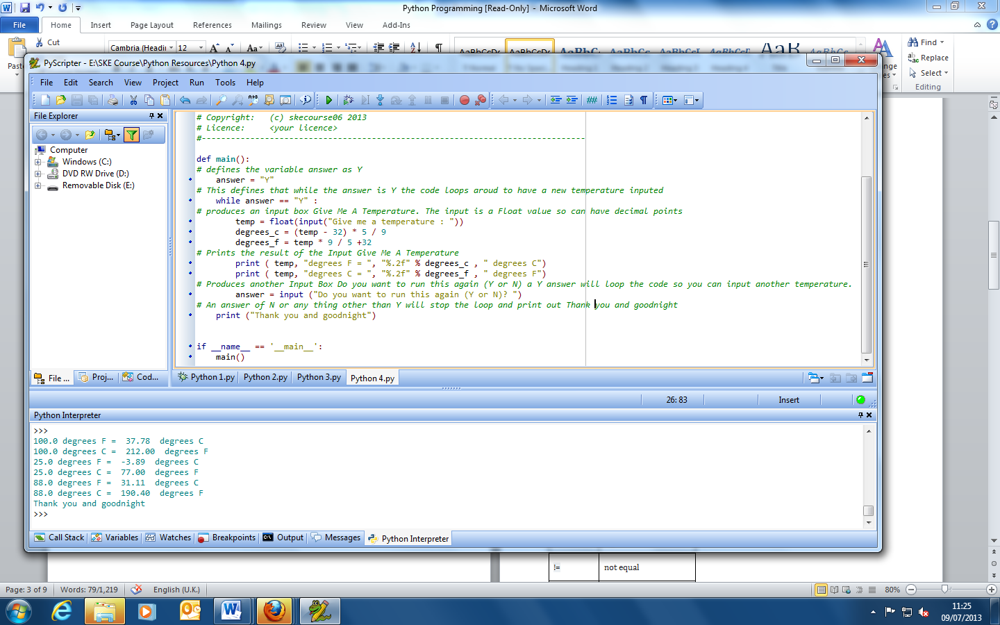 Python Programming [Read-Only] - Microsoft Word
File Home Insert Page Layout References Mailings Review View Add-Ins
Cut
Cambria (Headi 12
Find
Replace
Select
Editing
PyScripter - E:\SKE Course\Python Resources\Python 4.py
File Edit Search View Project Run Tools Help
File Explorer
Computer
Windows (C:)
DVD RW Drive (D:)
Removable Disk (E:)
# Copyright:   (c) skecourse06 2013
# Licence:     <your licence>
#-------------------------------------------------------------------------------
def main():
# defines the variable answer as Y
    answer = "Y"
# This defines that while the answer is Y the code loops aroud to have a new temperature inputed
    while answer == "Y" :
# produces an input box Give Me A Temperature. The input is a Float value so can have decimal points
        temp = float(input("Give me a temperature : "))
        degrees_c = (temp - 32) * 5 / 9
        degrees_f = temp * 9 / 5 +32
# Prints the result of the Input Give Me A Temperature
        print ( temp, "degrees F = ", "%.2f" % degrees_c , " degrees C")
        print ( temp, "degrees C = ", "%.2f" % degrees_f , " degrees F")
# Produces another Input Box Do you want to run this again (Y or N) a Y answer will loop the code so you can input another temperature.
        answer = input ("Do you want to run this again (Y or N)? ")
# An answer of N or any thing other than Y will stop the loop and print out Thank you and goodnight
    print ("Thank you and goodnight")
if __name__ == '__main__':
    main()
File ... Proj... Cod...
Python 1.py Python 2.py Python 3.py Python 4.py
26: 83 Insert
Python Interpreter
>>>
100.0 degrees F =  37.78  degrees C
100.0 degrees C =  212.00  degrees F
25.0 degrees F =  -3.89  degrees C
25.0 degrees C =  77.00  degrees F
88.0 degrees F =  31.11  degrees C
88.0 degrees C =  190.40  degrees F
Thank you and goodnight
>>>
Call Stack Variables Watches Breakpoints Output Messages Python Interpreter
!= not equal
Page: 3 of 9 Words: 79/1,219 English (U.K.) 80%
11:25
09/07/2013